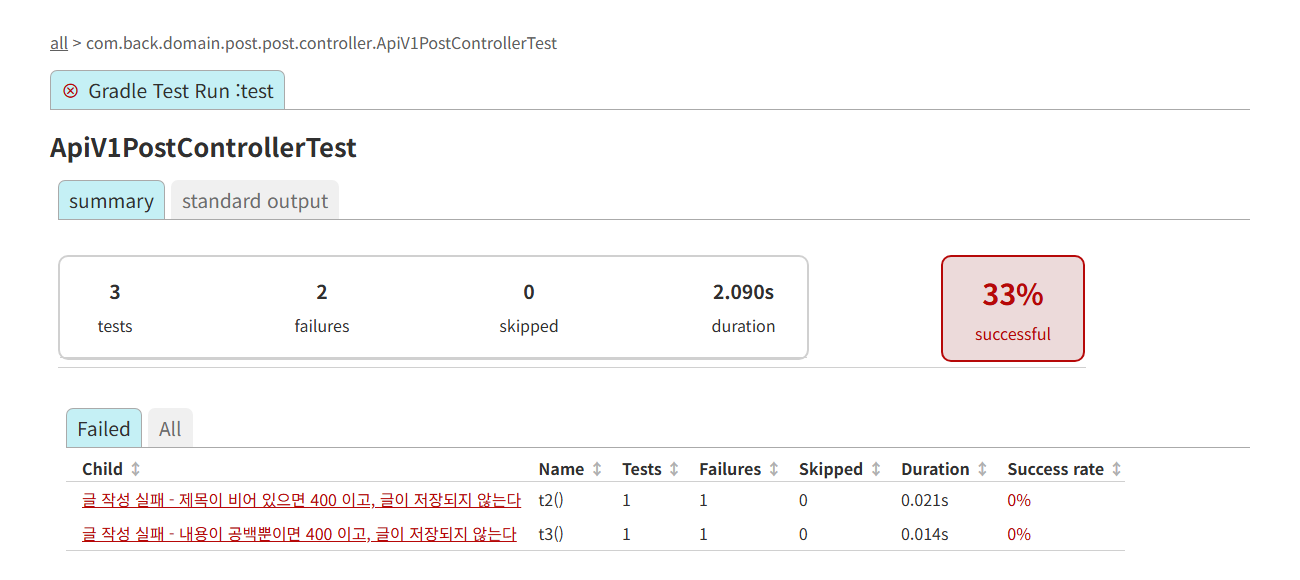 all > com.back.domain.post.post.controller.ApiV1PostControllerTest
Gradle Test Run :test
ApiV1PostControllerTest
summary standard output
3 2 0 2.090s 33%
tests failures skipped duration successful
Failed All
Child Name Tests Failures Skipped Duration Success rate
글 작성 실패 - 제목이 비어 있으면 400 이고, 글이 저장되지 않는다 t2() 1 1 0 0.021s 0%
글 작성 실패 - 내용이 공백뿐이면 400 이고, 글이 저장되지 않는다 t3() 1 1 0 0.014s 0%